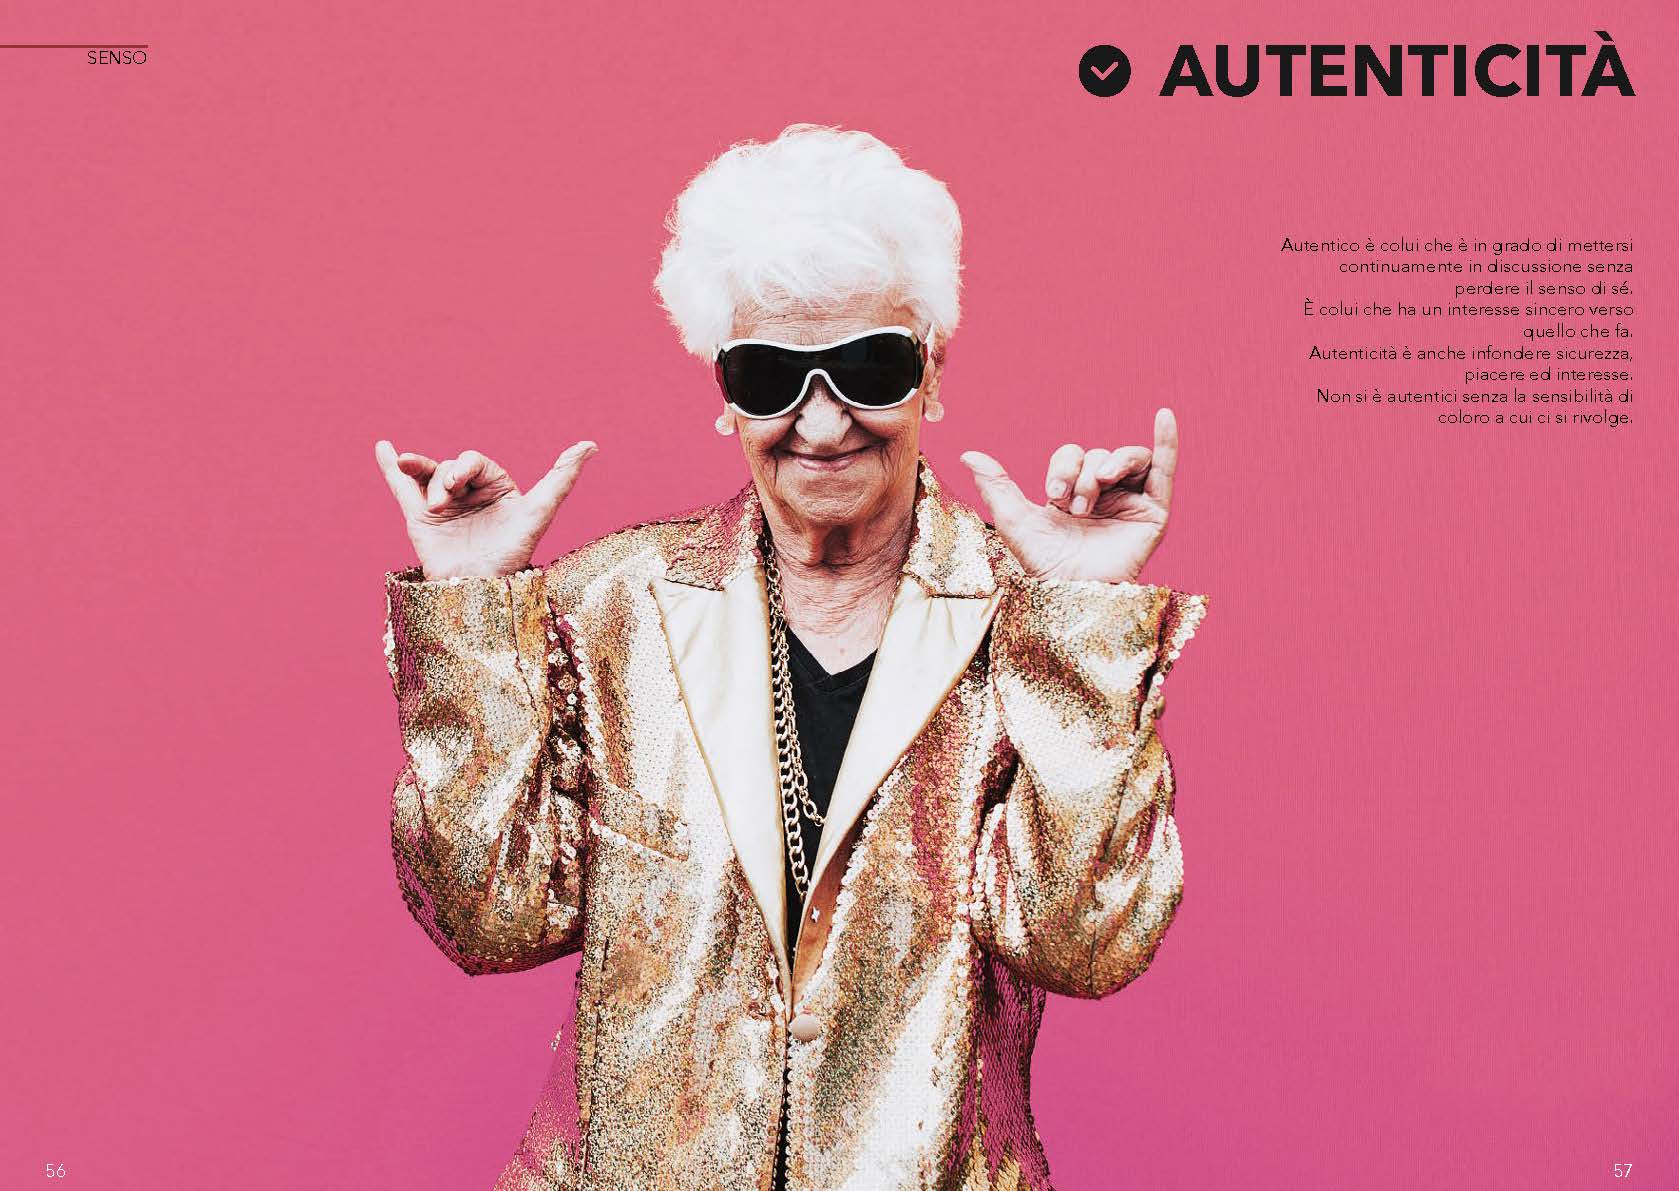 SENSO
AUTENTICITÀ
Autentico è colui che è in grado di mettersi
continuamente in discussione senza
perdere il senso di sé.
È colui che ha un interesse sincero verso
quello che fa.
Autenticità è anche infondere sicurezza,
piacere ed interesse.
Non si è autentici senza la sensibilità di
coloro a cui ci si rivolge.
56
57